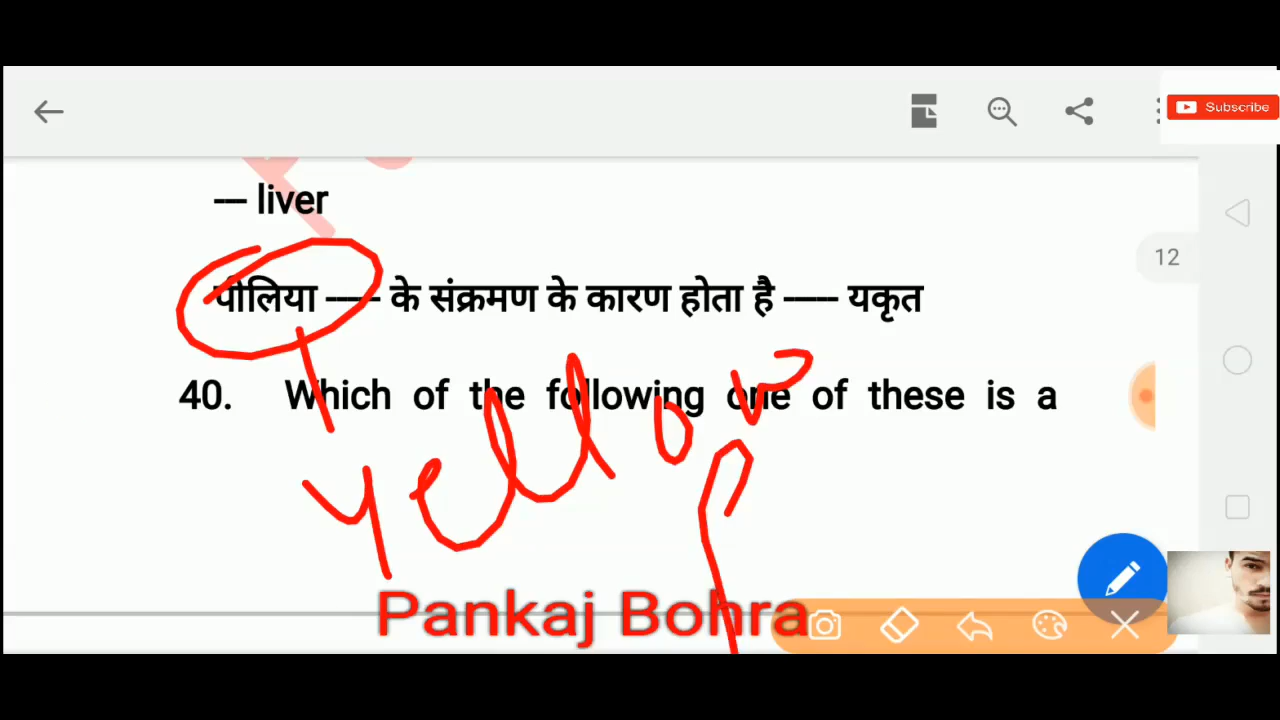 Subscribe
--- liver
12
पीलिया ---- के संक्रमण के कारण होता है ---- यकृत
40. Which of the following one of these is a
yellow
Pankaj Bohra